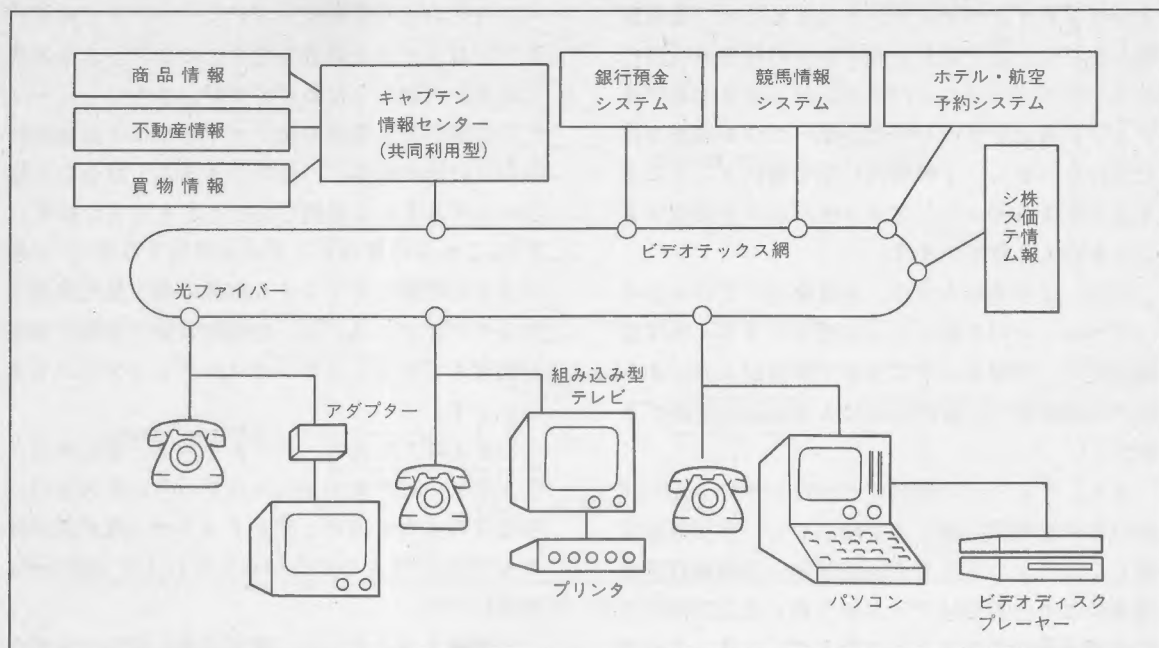 商品情報
不動産情報
買物情報
キャプテン
情報センター
(共同利用型)
銀行預金
システム
競馬情報
システム
ホテル・航空
予約システム
株価情報
システム
ビデオテックス網
光ファイバー
アダプター
組み込み型
テレビ
プリンタ
パソコン
ビデオディスク
プレーヤー